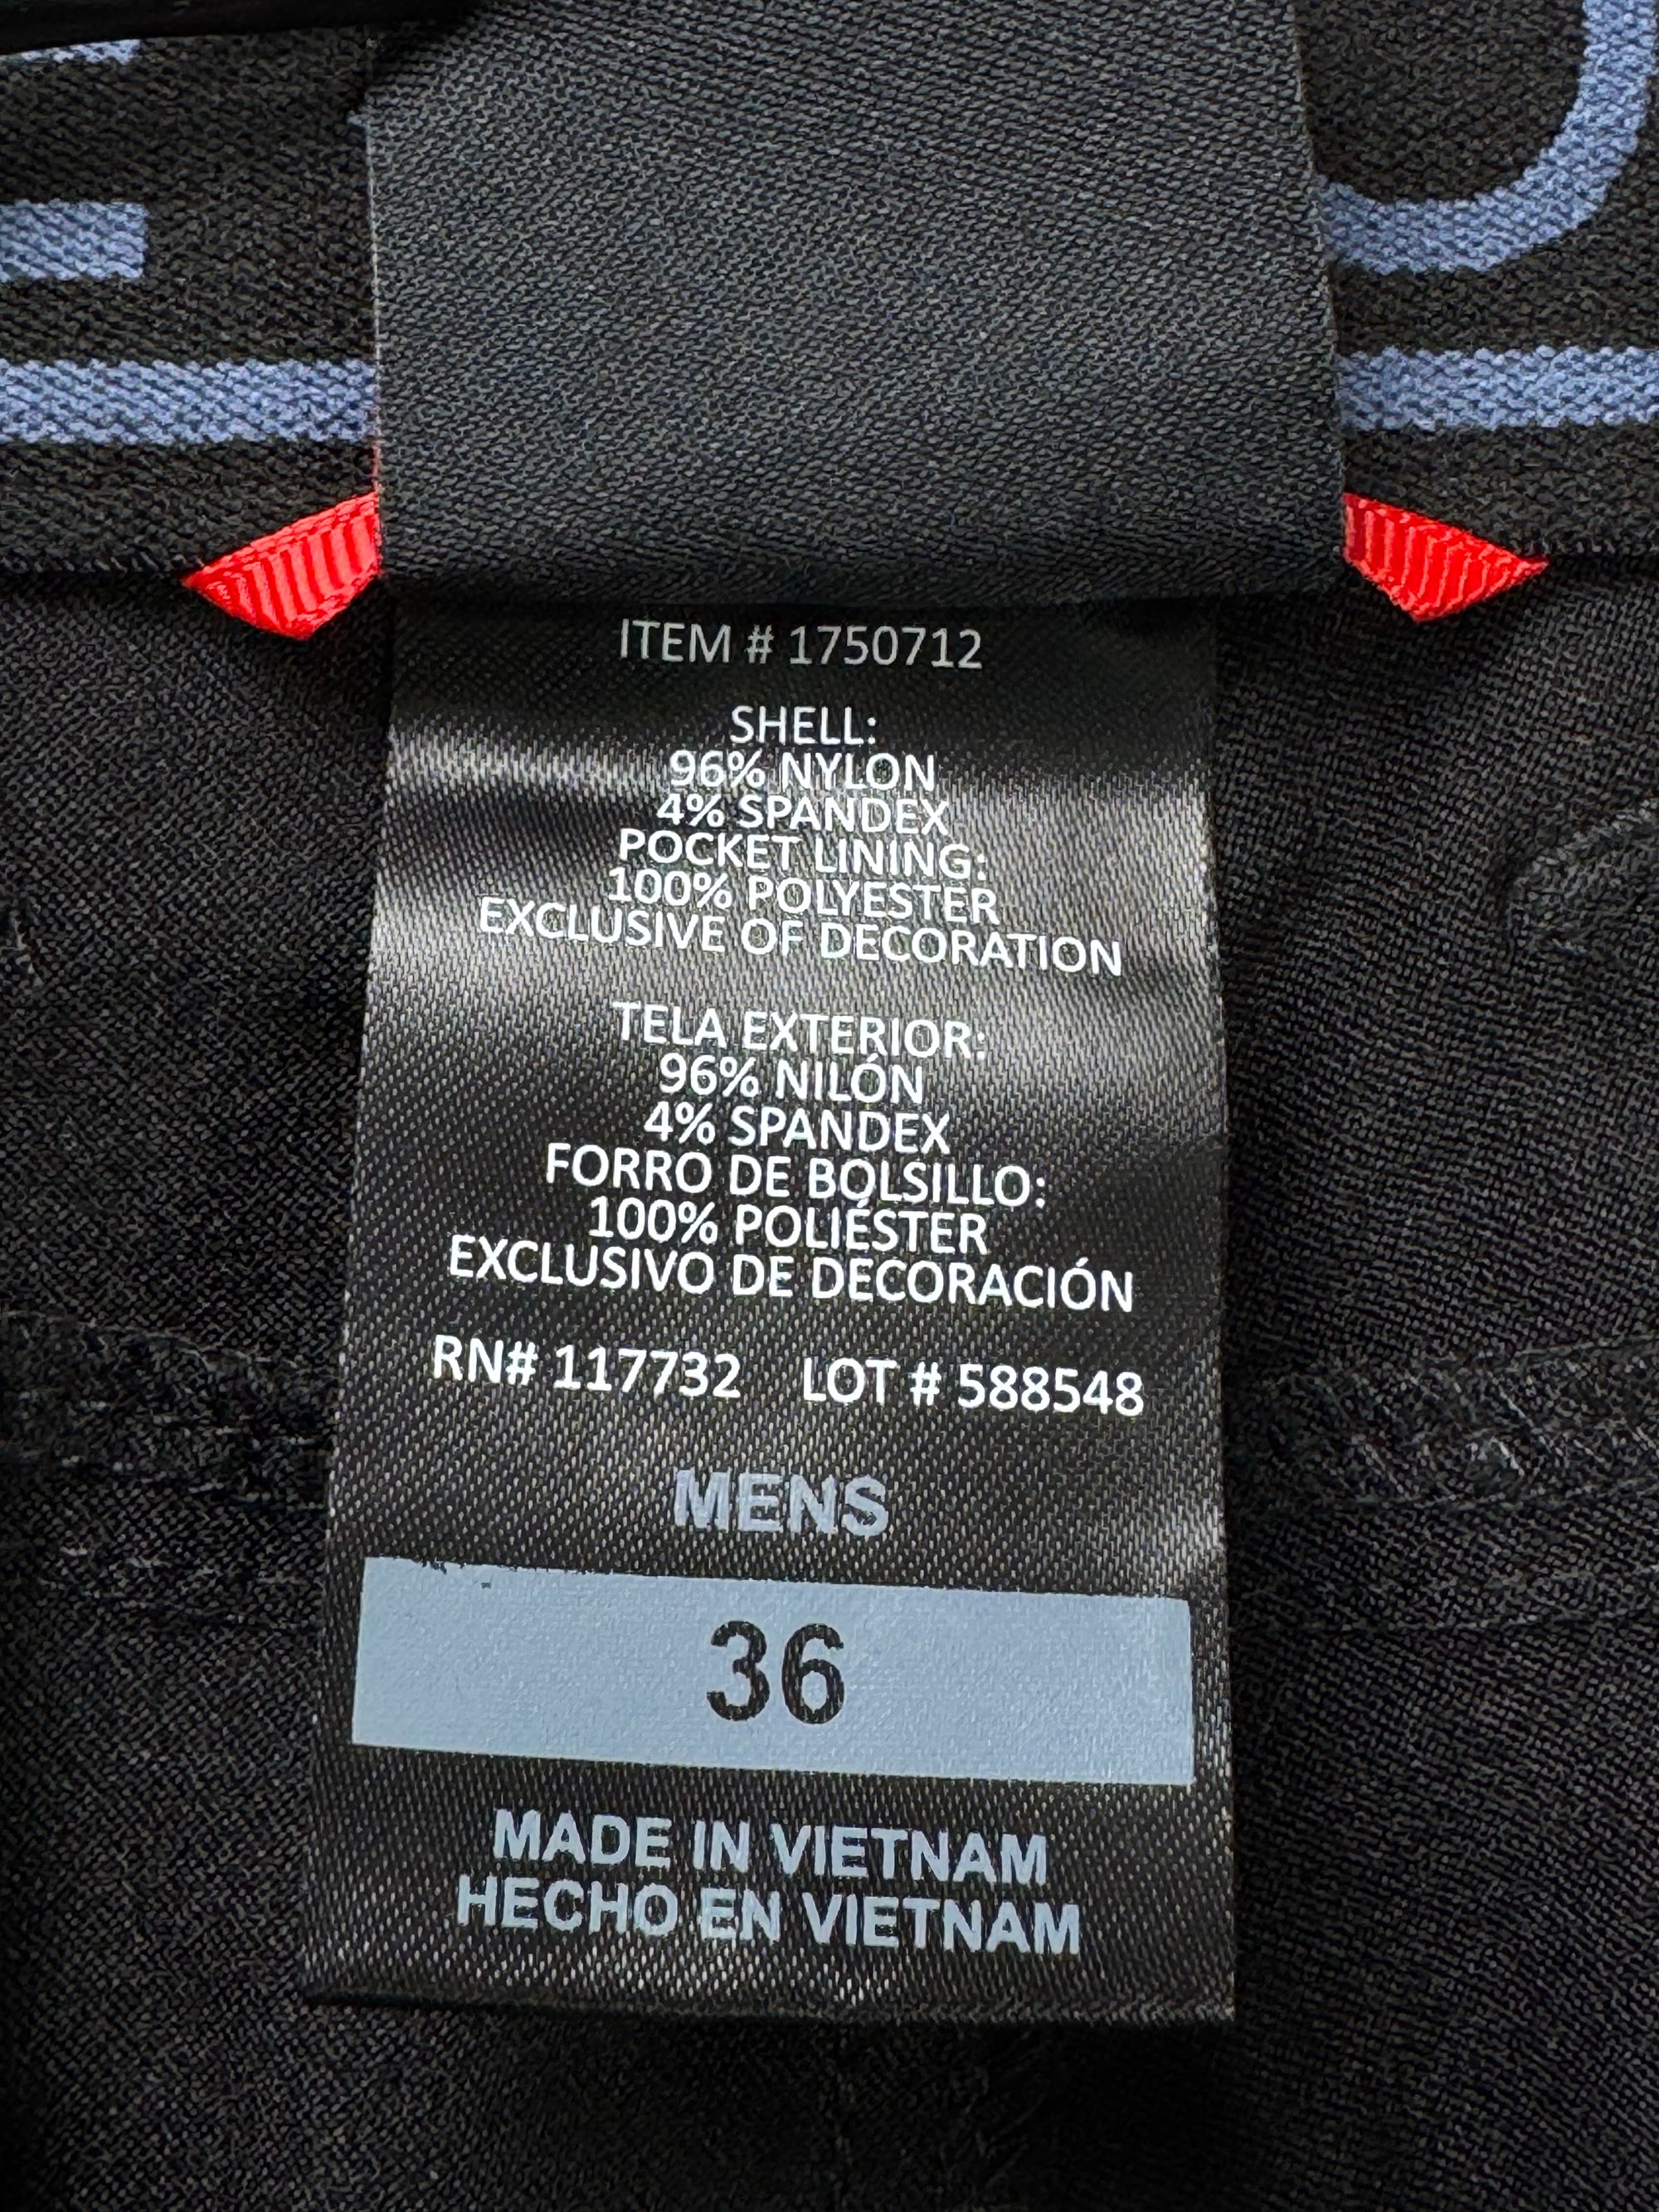 ITEM # 1750712
SHELL:
96% NYLON
4% SPANDEX
POCKET LINING:
100% POLYESTER
EXCLUSIVE OF DECORATION
TELA EXTERIOR:
96% NILÓN
4% SPANDEX
FORRO DE BOLSILLO:
100% POLIÉSTER
EXCLUSIVO DE DECORACIÓN
RN# 117732 LOT # 588548
MENS
36
MADE IN VIETNAM
HECHO EN VIETNAM